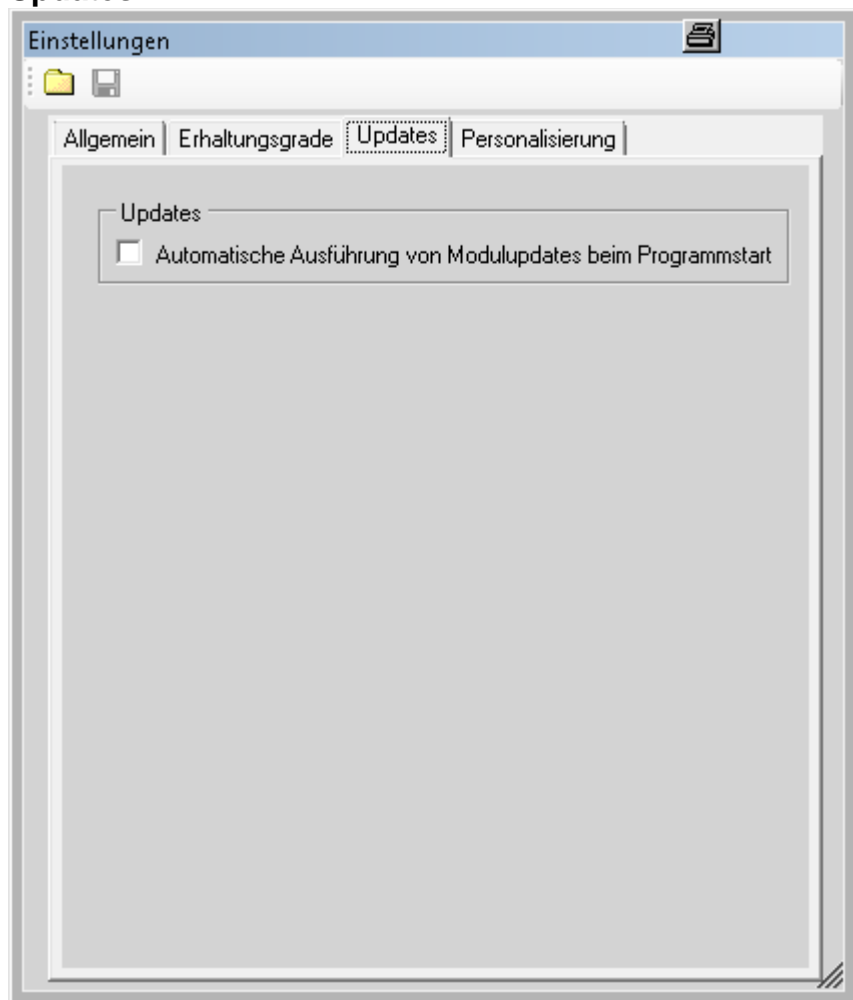 Einstellungen
Allgemein Erhaltungsgrade Updates Personalisierung
Updates
Automatische Ausführung von Modulupdates beim Programmstart